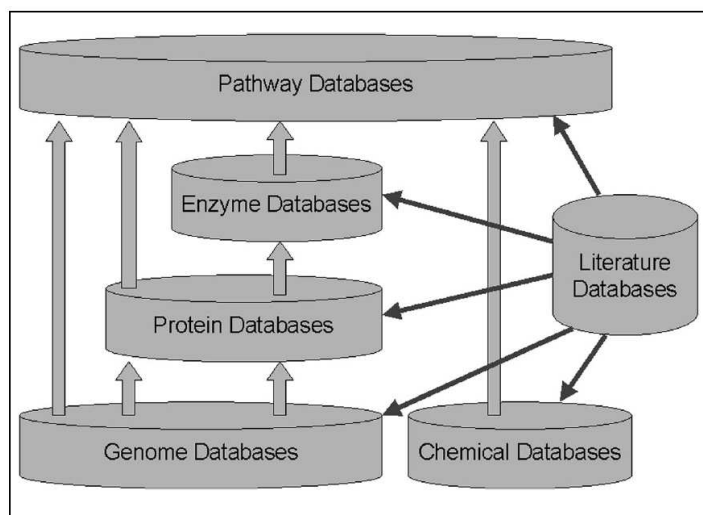 Pathway Databases
Enzyme Databases
Literature
Databases
Protein Databases
Genome Databases
Chemical Databases